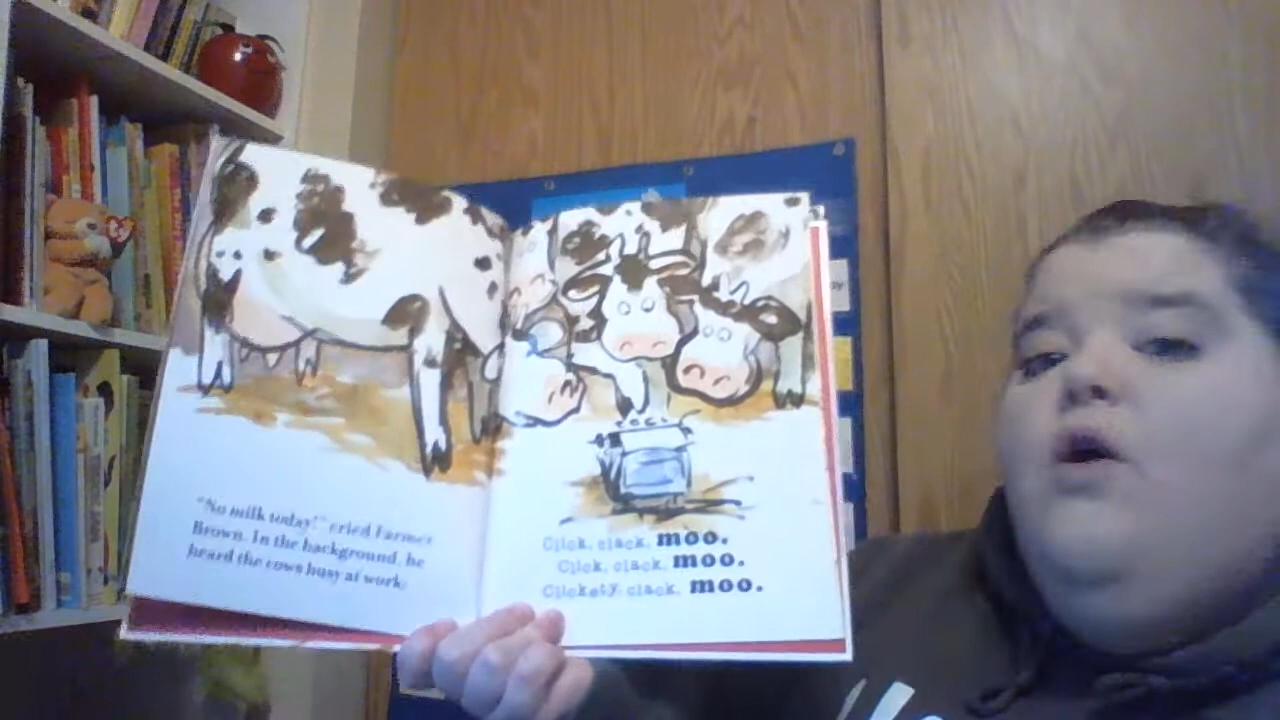 "No milk today!" cried Farmer
Brown. In the background, he
heard the cows busy at work:
Click, clack, moo.
Click, clack, moo.
Clickety, clack, moo.